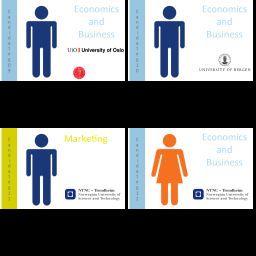 Economics
and
Business
UiO University of Oslo
Economics
and
Business
UNIVERSITY OF BERGEN
Marketing
NTNU – Trondheim
Norwegian University of
Science and Technology
Economics
and
Business
NTNU – Trondheim
Norwegian University of
Science and Technology